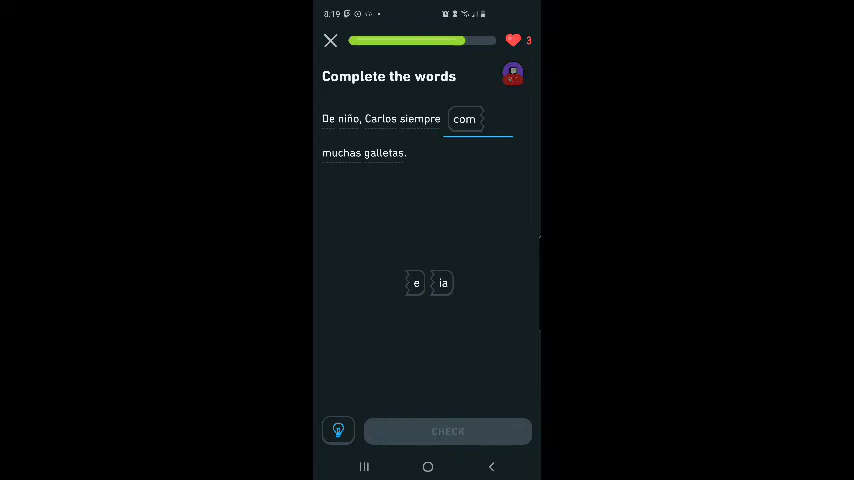 8:19
3
Complete the words
De niño, Carlos siempre com
muchas galletas.
e ia
CHECK